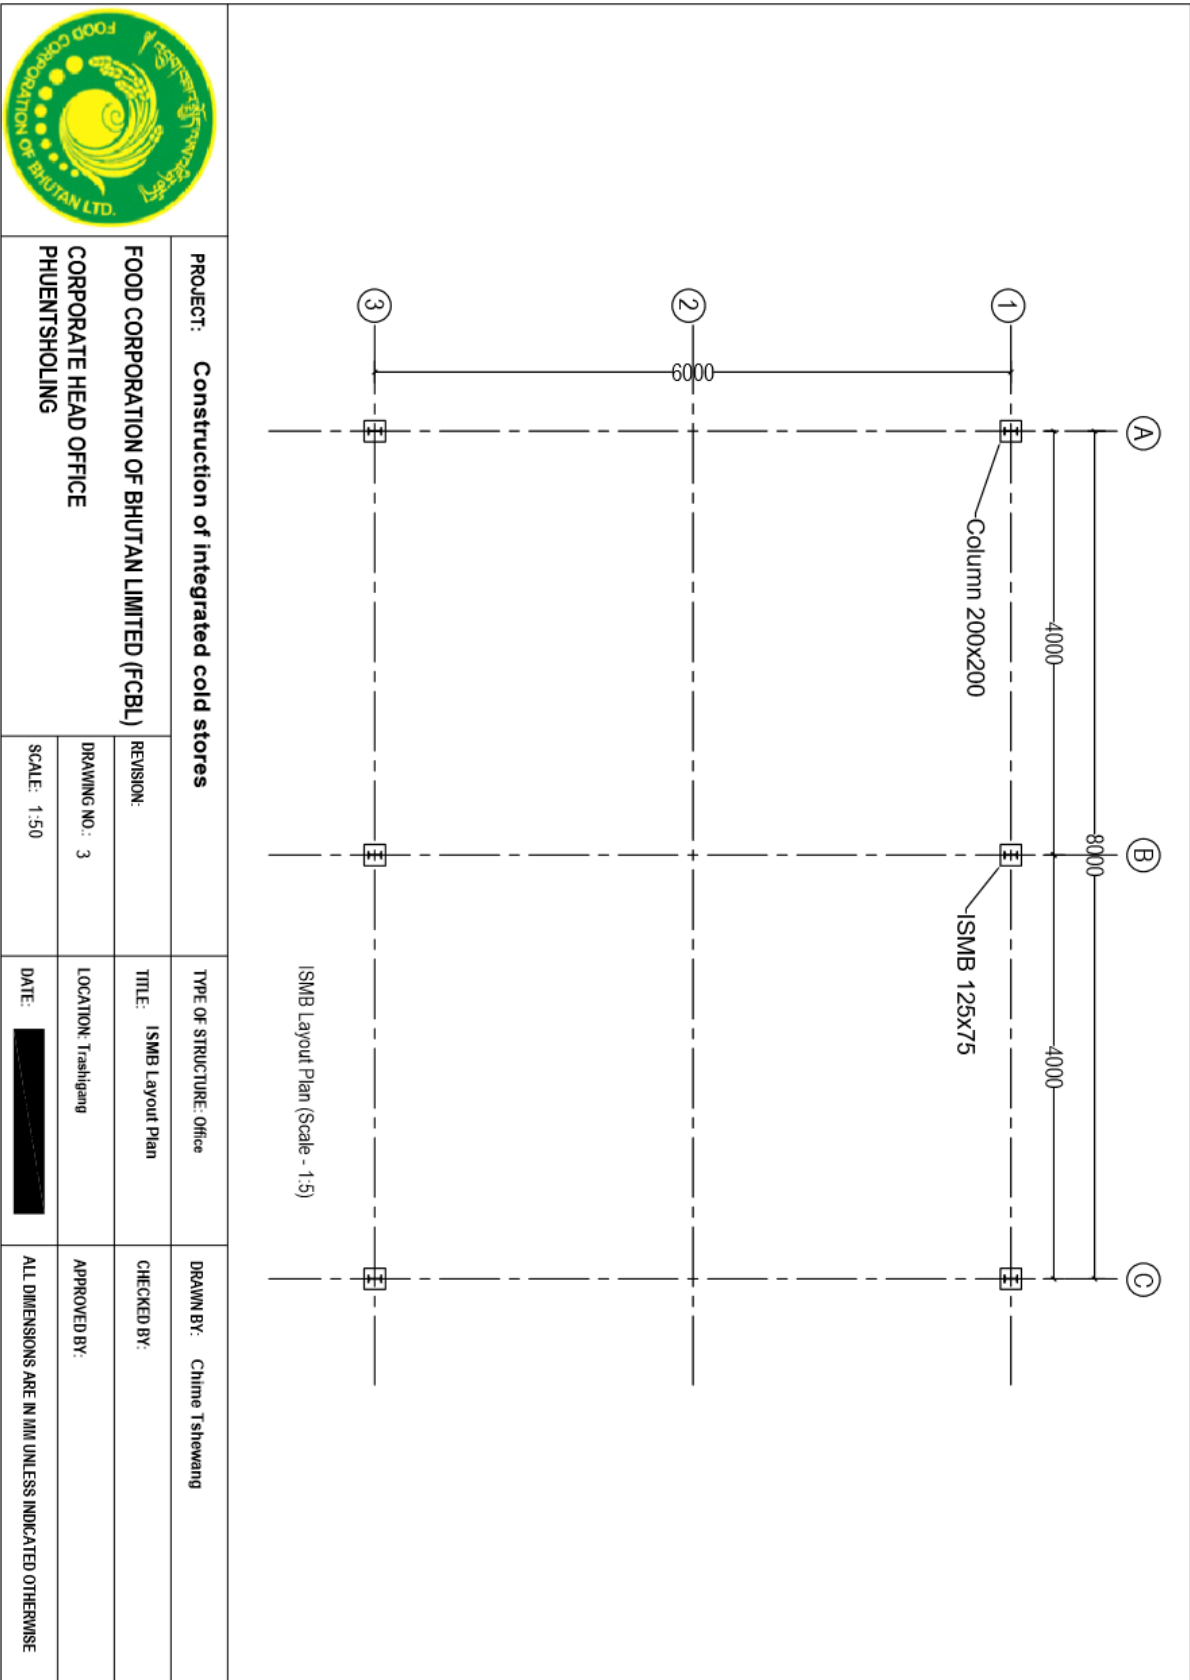 A
B
C
8000
4000
4000
1
2
3
6000
Column 200x200
ISMB 125x75
ISMB Layout Plan (Scale - 1:5)
FOOD CORPORATION OF BHUTAN LTD.
PROJECT: Construction of integrated cold stores
FOOD CORPORATION OF BHUTAN LIMITED (FCBL)
CORPORATE HEAD OFFICE
PHUENTSHOLING
REVISION:
DRAWING NO.: 3
SCALE: 1:50
TYPE OF STRUCTURE: Office
TITLE: ISMB Layout Plan
LOCATION: Trashigang
DATE:
DRAWN BY: Chime Tshewang
CHECKED BY:
APPROVED BY:
ALL DIMENSIONS ARE IN MM UNLESS INDICATED OTHERWISE